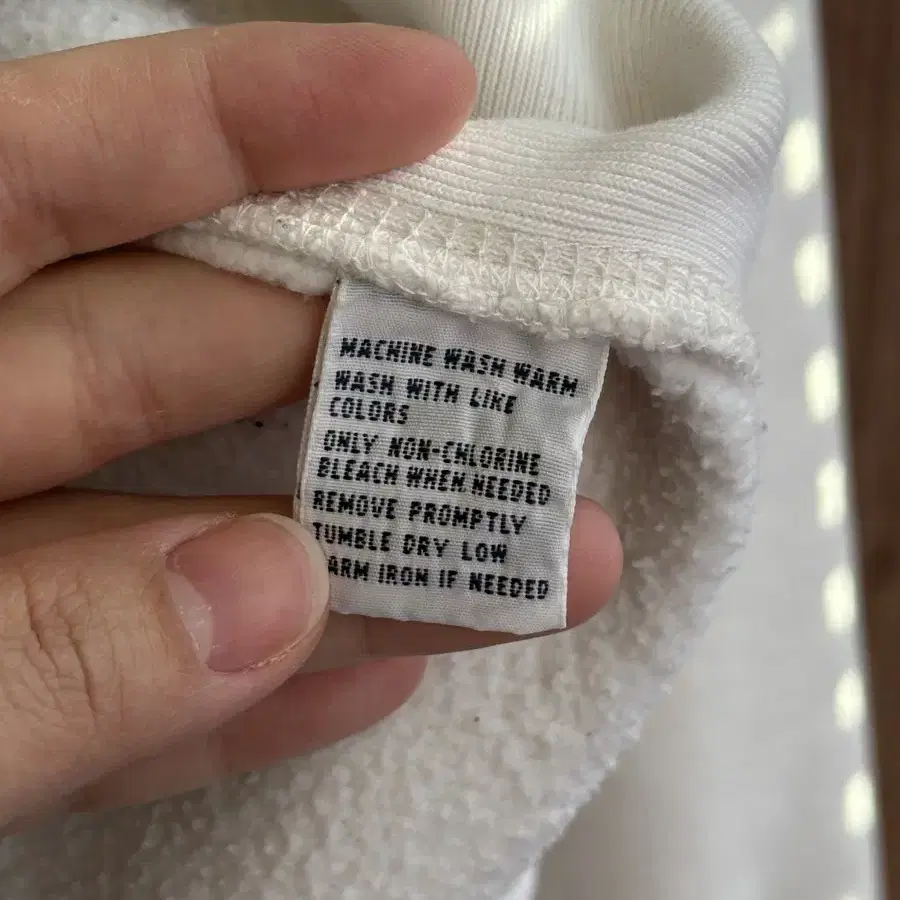 MACHINE WASH WARM
WASH WITH LIKE
COLORS
ONLY NON-CHLORINE
BLEACH WHEN NEEDED
REMOVE PROMPTLY
TUMBLE DRY LOW
ARM IRON IF NEEDED